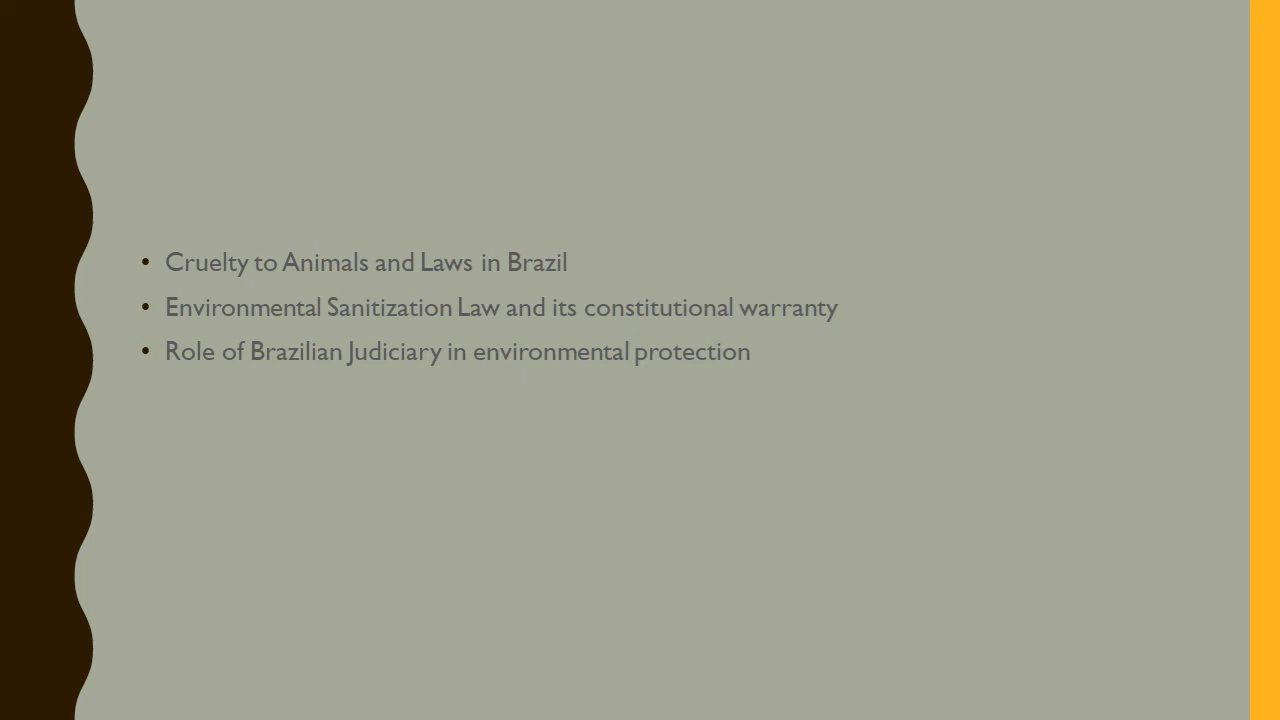 • Cruelty to Animals and Laws in Brazil
• Environmental Sanitization Law and its constitutional warranty
• Role of Brazilian Judiciary in environmental protection